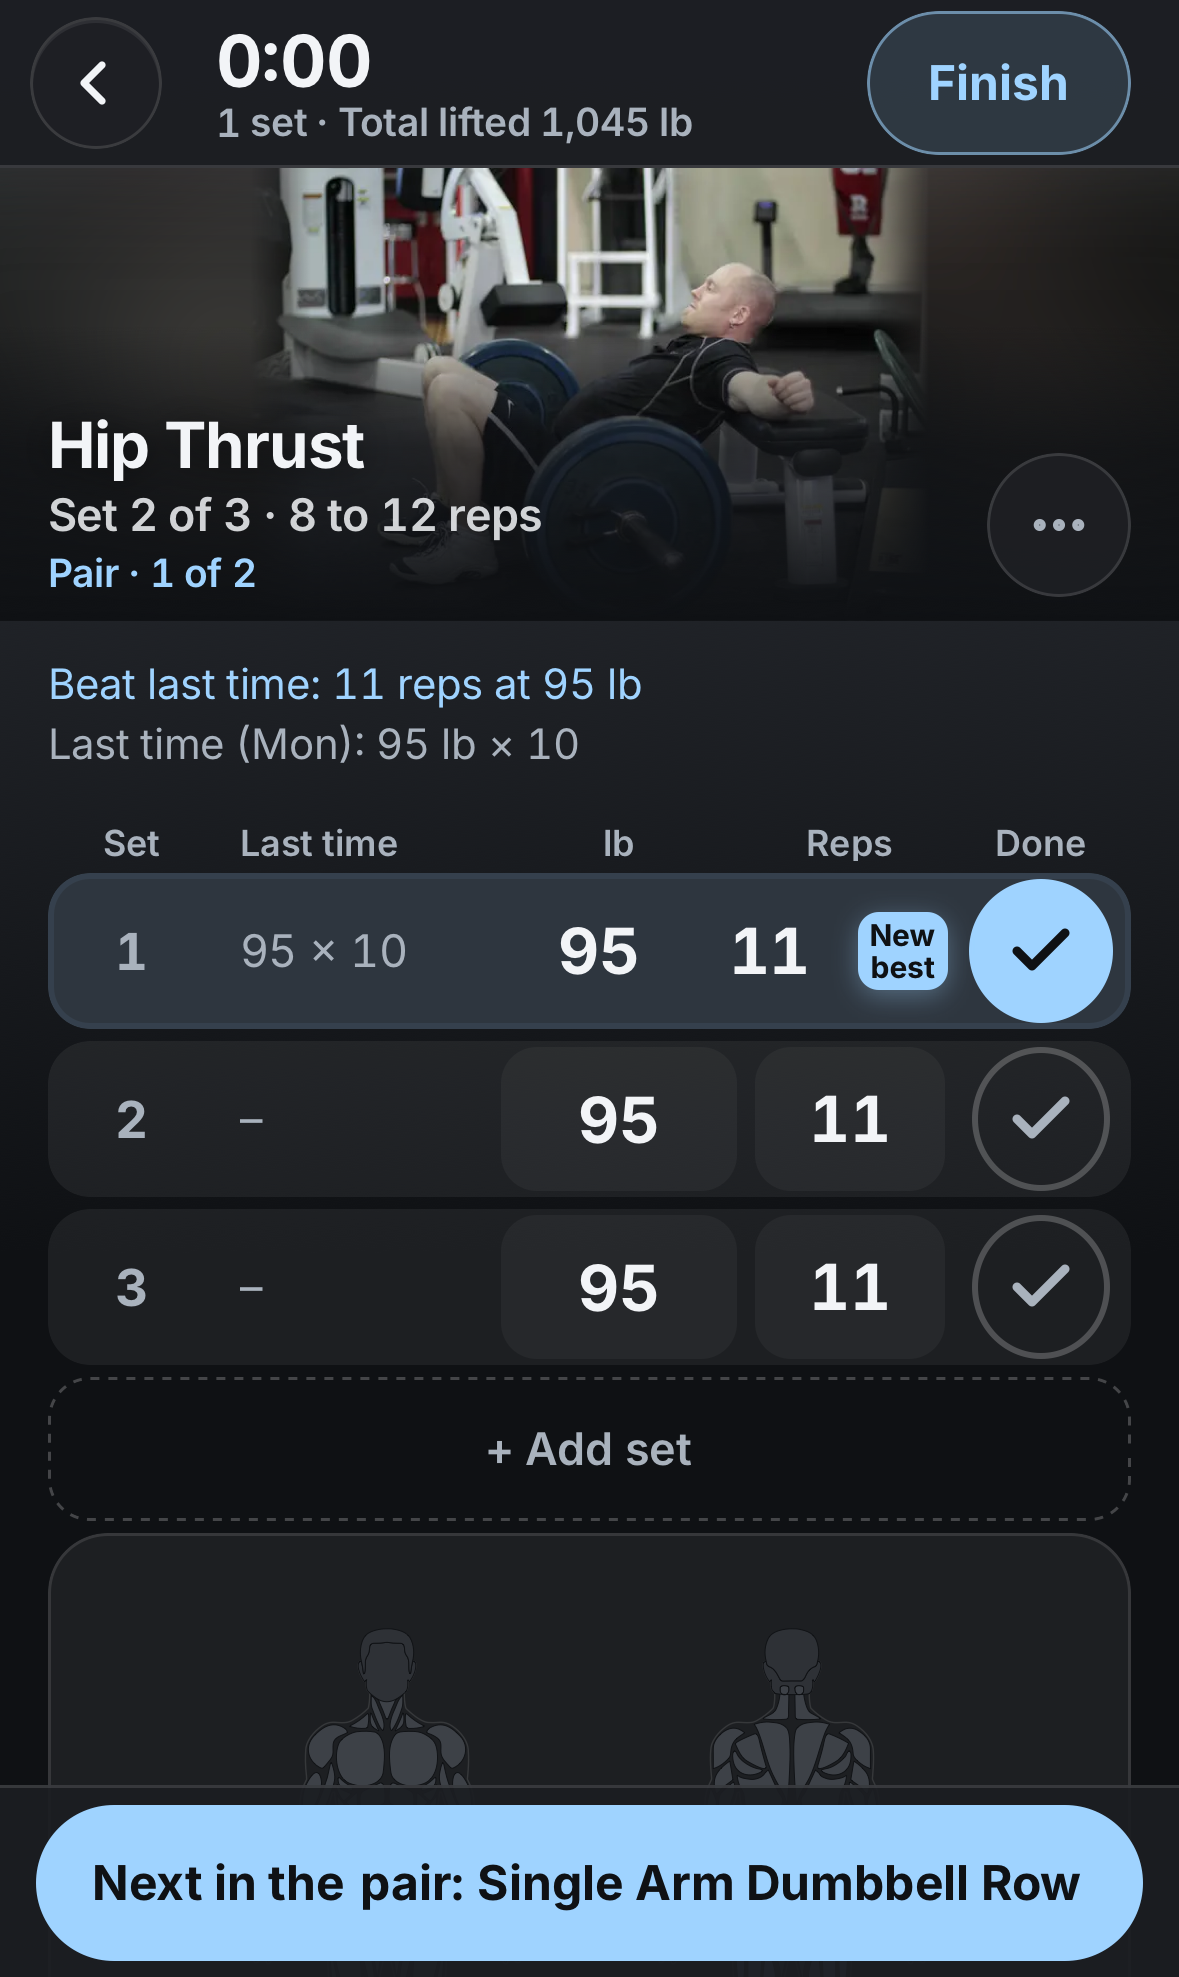 0:00
1 set · Total lifted 1,045 lb
Finish
R
Hip Thrust
Set 2 of 3 · 8 to 12 reps
Pair · 1 of 2
Beat last time: 11 reps at 95 lb
Last time (Mon): 95 lb × 10
Set Last time lb Reps Done
1 95 × 10 95 11 New best
2 – 95 11
3 – 95 11
+ Add set
Next in the pair: Single Arm Dumbbell Row